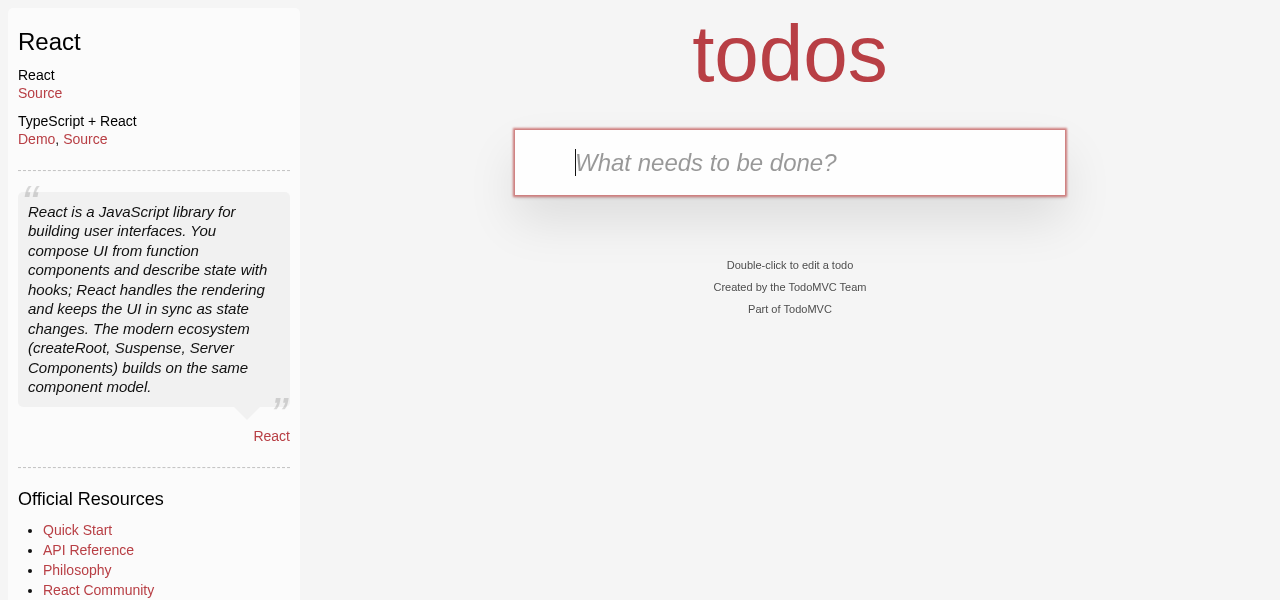 React
React
Source
TypeScript + React
Demo, Source
“
React is a JavaScript library for
building user interfaces. You
compose UI from function
components and describe state with
hooks; React handles the rendering
and keeps the UI in sync as state
changes. The modern ecosystem
(createRoot, Suspense, Server
Components) builds on the same
component model.
”
React
Official Resources
Quick Start
API Reference
Philosophy
React Community
todos
What needs to be done?
Double-click to edit a todo
Created by the TodoMVC Team
Part of TodoMVC